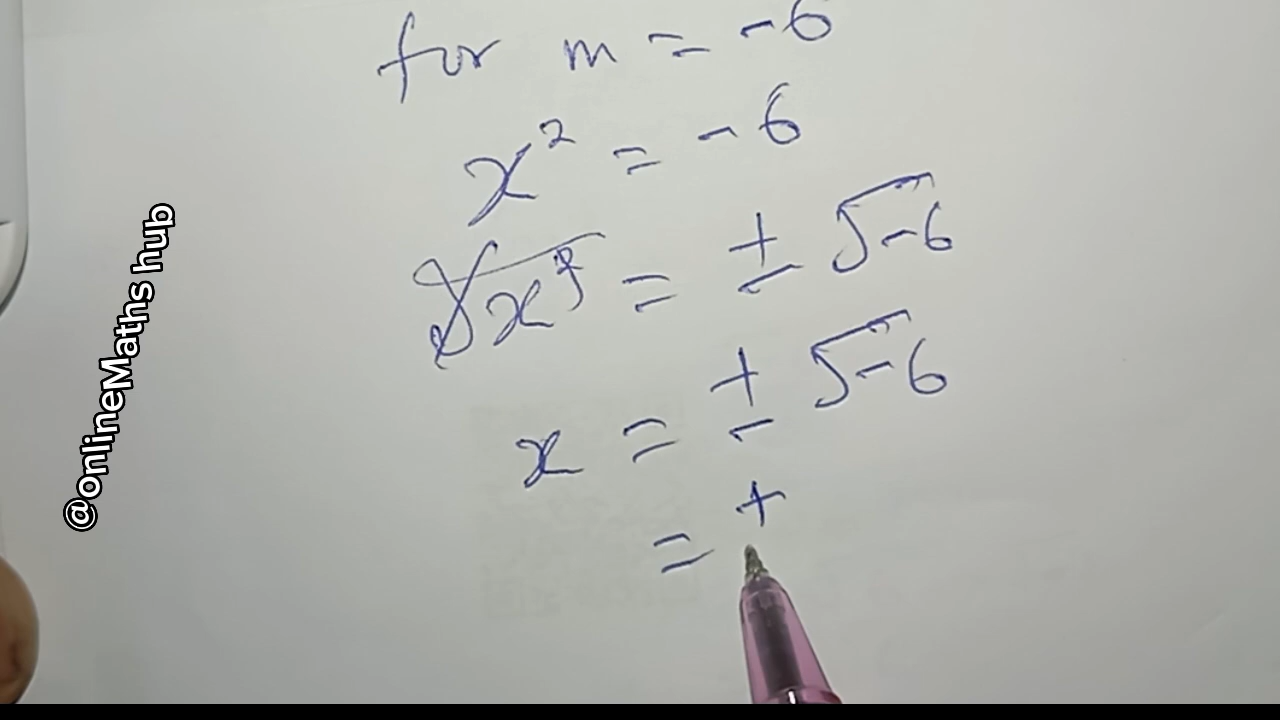 for m = -6
x² = -6
√x² = ± √-6
x = ± √-6
= +
@onlineMaths hub